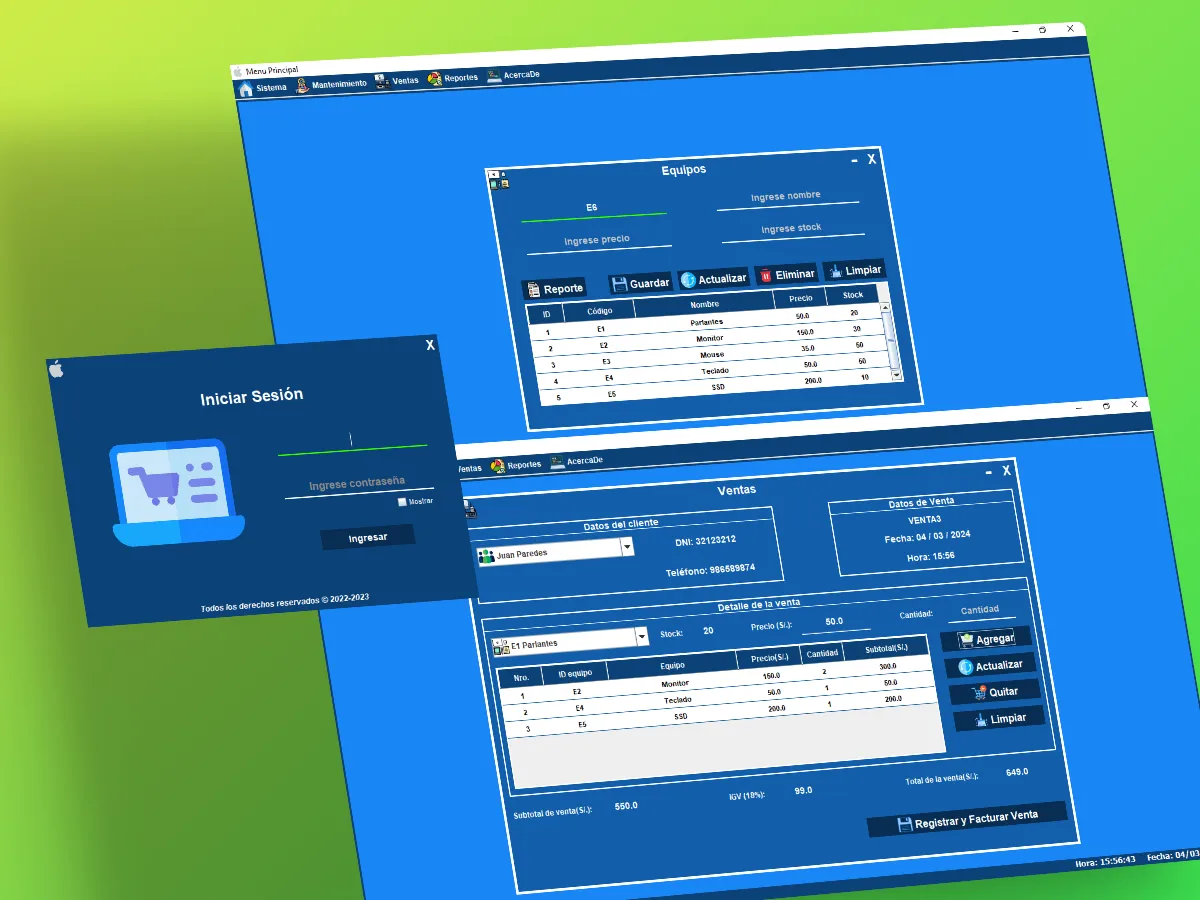 Menu Principal
Sistema Mantenimiento Ventas Reportes AcercaDe
Equipos X
E6 Ingrese nombre
Ingrese precio Ingrese stock
Reporte Guardar Actualizar Eliminar Limpiar
ID Código Nombre Precio Stock
1 E1 Parlantes 50.0 20
2 E2 Monitor 150.0 30
3 E3 Mouse 35.0 50
4 E4 Teclado 50.0 60
5 E5 SSD 200.0 10
X
Iniciar Sesión
Ingrese contraseña
Mostrar
Ingresar
Todos los derechos reservados © 2022-2023
Ventas Reportes AcercaDe
Ventas X
Datos del cliente
Juan Paredes
DNI: 32123212
Teléfono: 986589874
Datos de Venta
VENTA3
Fecha: 04 / 03 / 2024
Hora: 15:56
Detalle de la venta
E1 Parlantes Stock: 20 Precio (S/.): 50.0 Cantidad: Cantidad
Agregar
Actualizar
Quitar
Limpiar
Nro. ID equipo Equipo Precio(S/.) Cantidad Subtotal(S/.)
1 E2 Monitor 150.0 2 300.0
2 E4 Teclado 50.0 1 50.0
3 E5 SSD 200.0 1 200.0
Subtotal de venta(S/.): 550.0 IGV (18%): 99.0 Total de la venta(S/.): 649.0
Registrar y Facturar Venta
Hora: 15:56:43 Fecha: 04/03